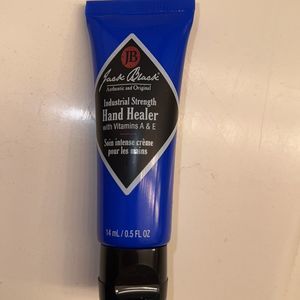 JB
Jack Black
Authentic and Original
Industrial Strength
Hand Healer
with Vitamins A & E
Soin intense crème
pour les mains
14 mL / 0.5 FL OZ